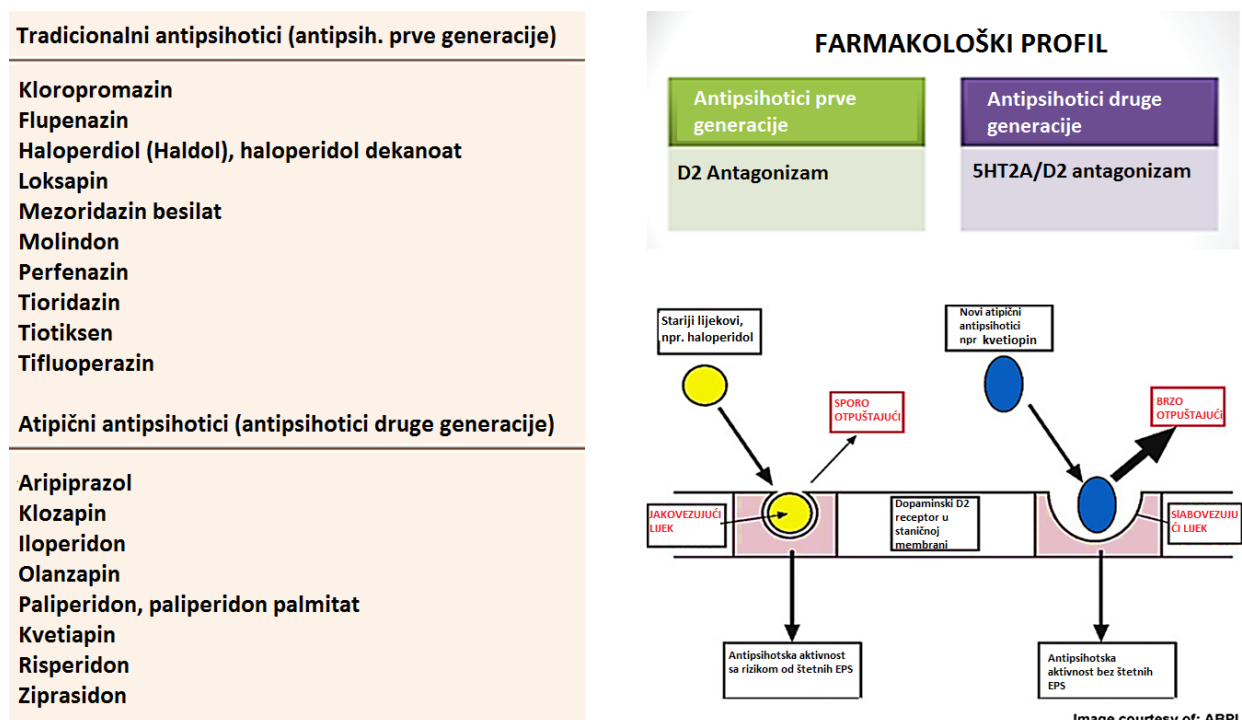 Tradicionalni antipsihotici (antipsih. prve generacije)
Kloropromazin
Flupenazin
Haloperdiol (Haldol), haloperidol dekanoat
Loksapin
Mezoridazin besilat
Molindon
Perfenazin
Tioridazin
Tiotiksen
Tifluoperazin
Atipični antipsihotici (antipsihotici druge generacije)
Aripiprazol
Klozapin
Iloperidon
Olanzapin
Paliperidon, paliperidon palmitat
Kvetiapin
Risperidon
Ziprasidon
FARMAKOLOŠKI PROFIL
Antipsihotici prve
generacije
D2 Antagonizam
Antipsihotici druge
generacije
5HT2A/D2 antagonizam
Stariji lijekovi,
npr. haloperidol
SPORO
OTPUŠTAJUĆI
Novi atipični
antipsihotici
npr kvetiopin
BRZO
OTPUŠTAJUĆI
JAKOVEZUJUĆI
LIJEK
Dopaminski D2
receptor u
staničnoj
membrani
SlABOVEZUJU
ĆI LIJEK
Antipsihotska aktivnost
sa rizikom od štetnih EPS
Antipsihotska
aktivnost bez štetnih
EPS
Image courtesy of: ABPI